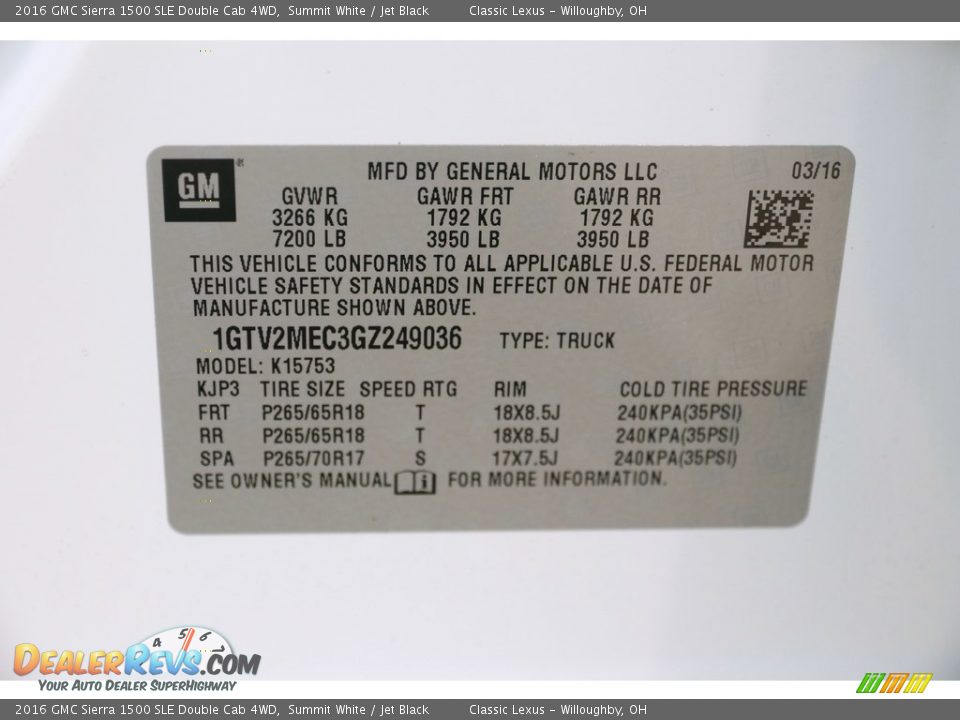 2016 GMC Sierra 1500 SLE Double Cab 4WD, Summit White / Jet Black Classic Lexus - Willoughby, OH
GM ® MFD BY GENERAL MOTORS LLC 03/16
GVWR GAWR FRT GAWR RR
3266 KG 1792 KG 1792 KG
7200 LB 3950 LB 3950 LB
THIS VEHICLE CONFORMS TO ALL APPLICABLE U.S. FEDERAL MOTOR
VEHICLE SAFETY STANDARDS IN EFFECT ON THE DATE OF
MANUFACTURE SHOWN ABOVE.
1GTV2MEC3GZ249036 TYPE: TRUCK
MODEL: K15753
KJP3 TIRE SIZE SPEED RTG RIM COLD TIRE PRESSURE
FRT P265/65R18 T 18X8.5J 240KPA(35PSI)
RR P265/65R18 T 18X8.5J 240KPA(35PSI)
SPA P265/70R17 S 17X7.5J 240KPA(35PSI)
SEE OWNER'S MANUAL i FOR MORE INFORMATION.
4 5 6
DEALERREVS.COM
YOUR AUTO DEALER SUPERHIGHWAY
2016 GMC Sierra 1500 SLE Double Cab 4WD, Summit White / Jet Black Classic Lexus - Willoughby, OH